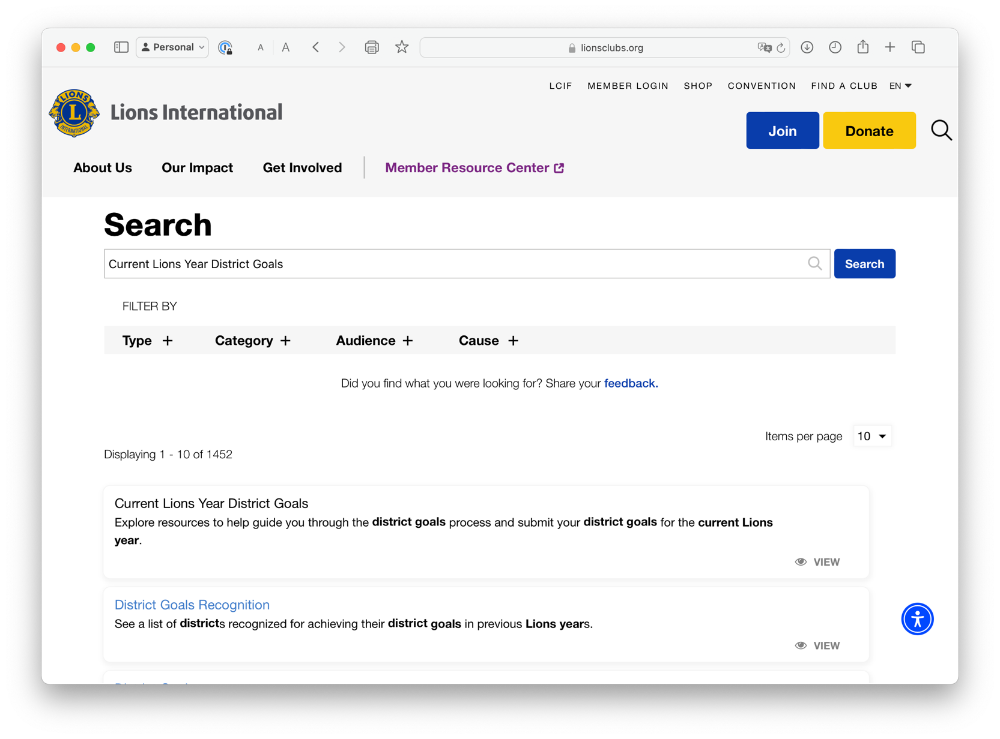 Personal
A A
lionsclubs.org
LCIF MEMBER LOGIN SHOP CONVENTION FIND A CLUB EN
LIONS
L
INTERNATIONAL
Lions International
Join Donate
About Us Our Impact Get Involved Member Resource Center
Search
Current Lions Year District Goals
Search
FILTER BY
Type + Category + Audience + Cause +
Did you find what you were looking for? Share your feedback.
Items per page 10
Displaying 1 - 10 of 1452
Current Lions Year District Goals
Explore resources to help guide you through the district goals process and submit your district goals for the current Lions
year.
VIEW
District Goals Recognition
See a list of districts recognized for achieving their district goals in previous Lions years.
VIEW